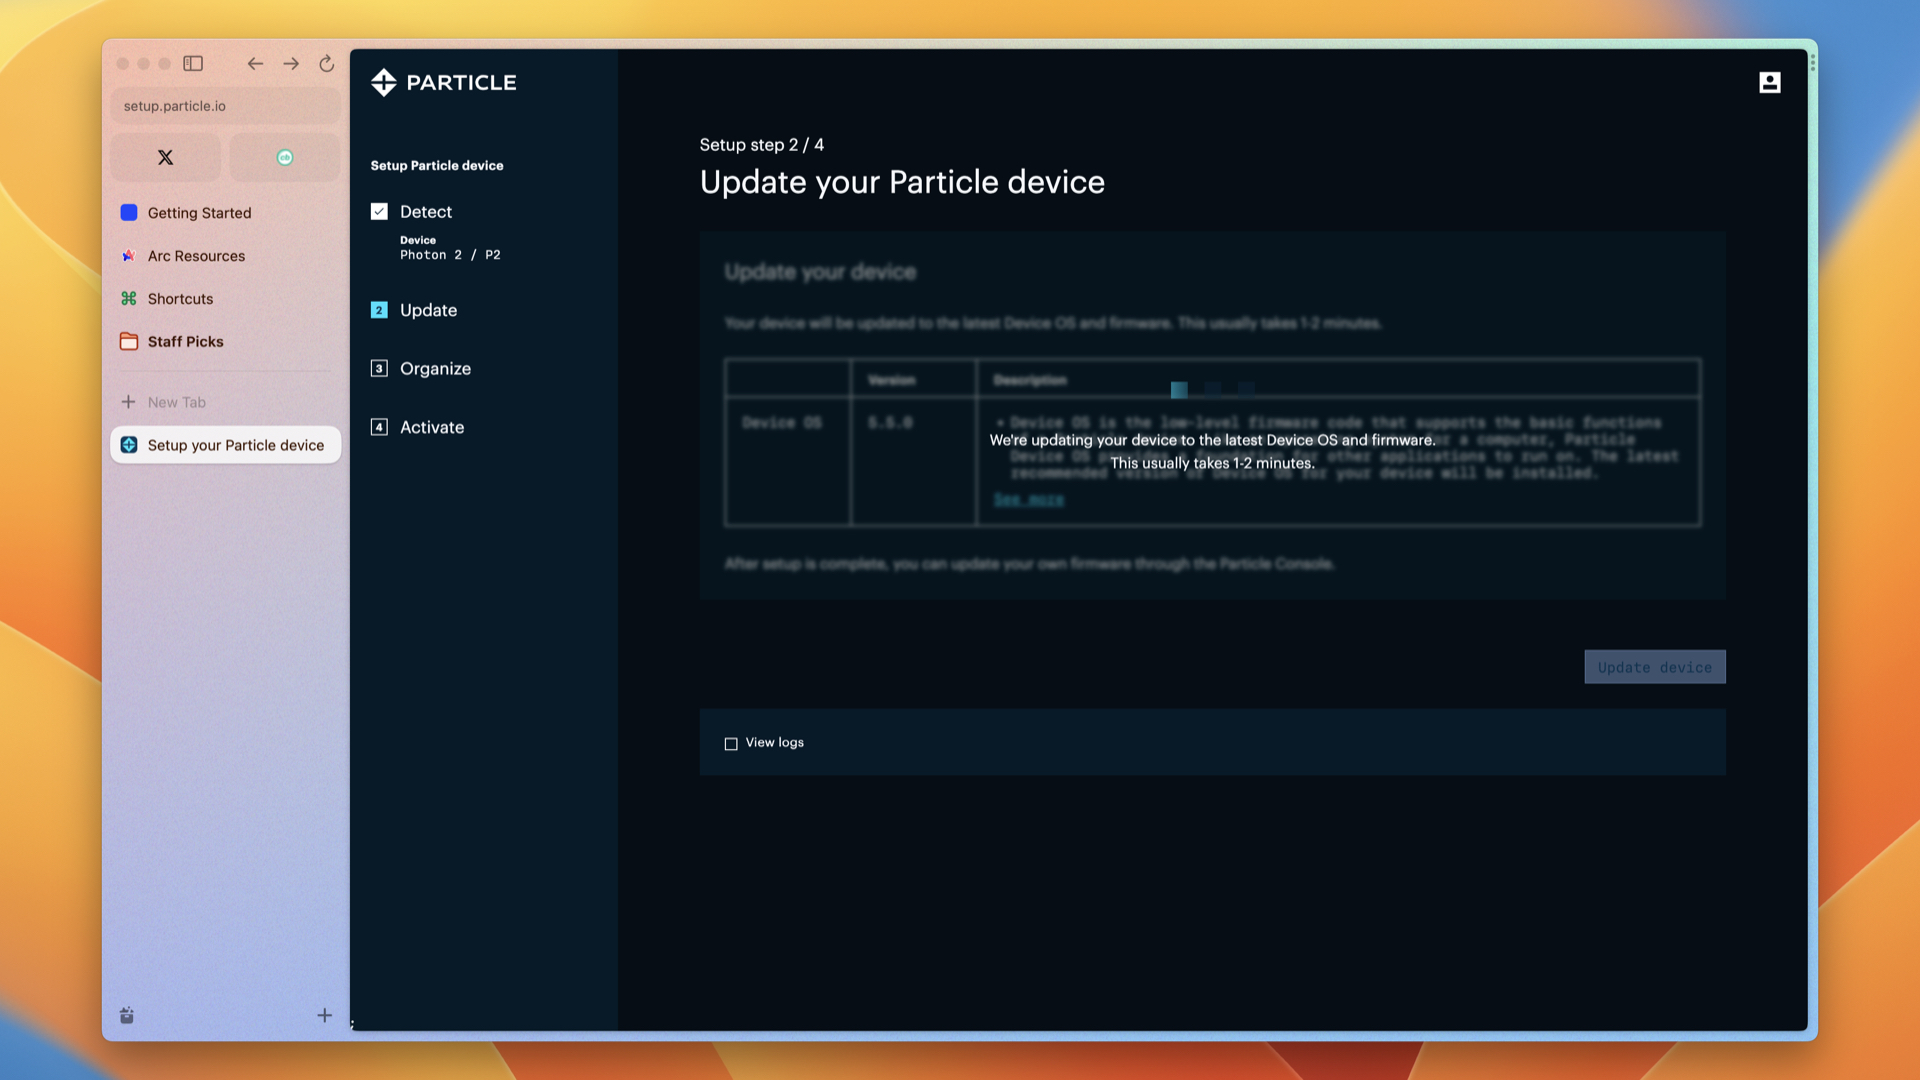 setup.particle.io
Getting Started
Arc Resources
Shortcuts
Staff Picks
New Tab
Setup your Particle device
PARTICLE
Setup Particle device
Detect
Device
Photon 2 / P2
2 Update
3 Organize
4 Activate
Setup step 2 / 4
Update your Particle device
Update your device
Your device will be updated to the latest Device OS and firmware. This usually takes 1-2 minutes.
Version Description
Device OS 5.5.0
• Device OS is the low-level firmware code that supports the basic functions
for a computer, Particle
Device OS provides a foundation for other applications to run on. The latest
recommended version of Device OS for your device will be installed.
We're updating your device to the latest Device OS and firmware.
This usually takes 1-2 minutes.
See more
After setup is complete, you can update your own firmware through the Particle Console.
Update device
View logs